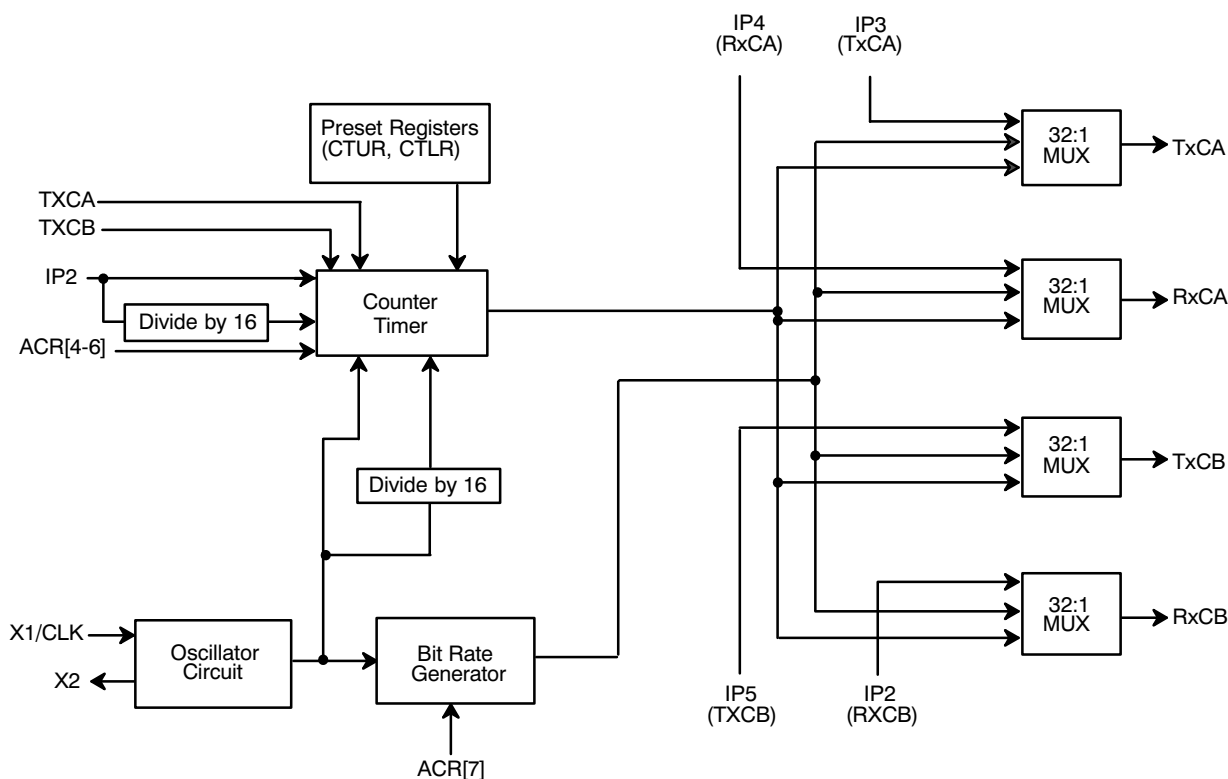 IP4
(RxCA)
IP3
(TxCA)
Preset Registers
(CTUR, CTLR)
32:1
MUX
TxCA
TXCA
TXCB
IP2
Counter
Timer
Divide by 16
ACR[4-6]
32:1
MUX
RxCA
32:1
MUX
TxCB
Divide by 16
X1/CLK
X2
Oscillator
Circuit
Bit Rate
Generator
32:1
MUX
RxCB
IP5
(TXCB)
IP2
(RXCB)
ACR[7]